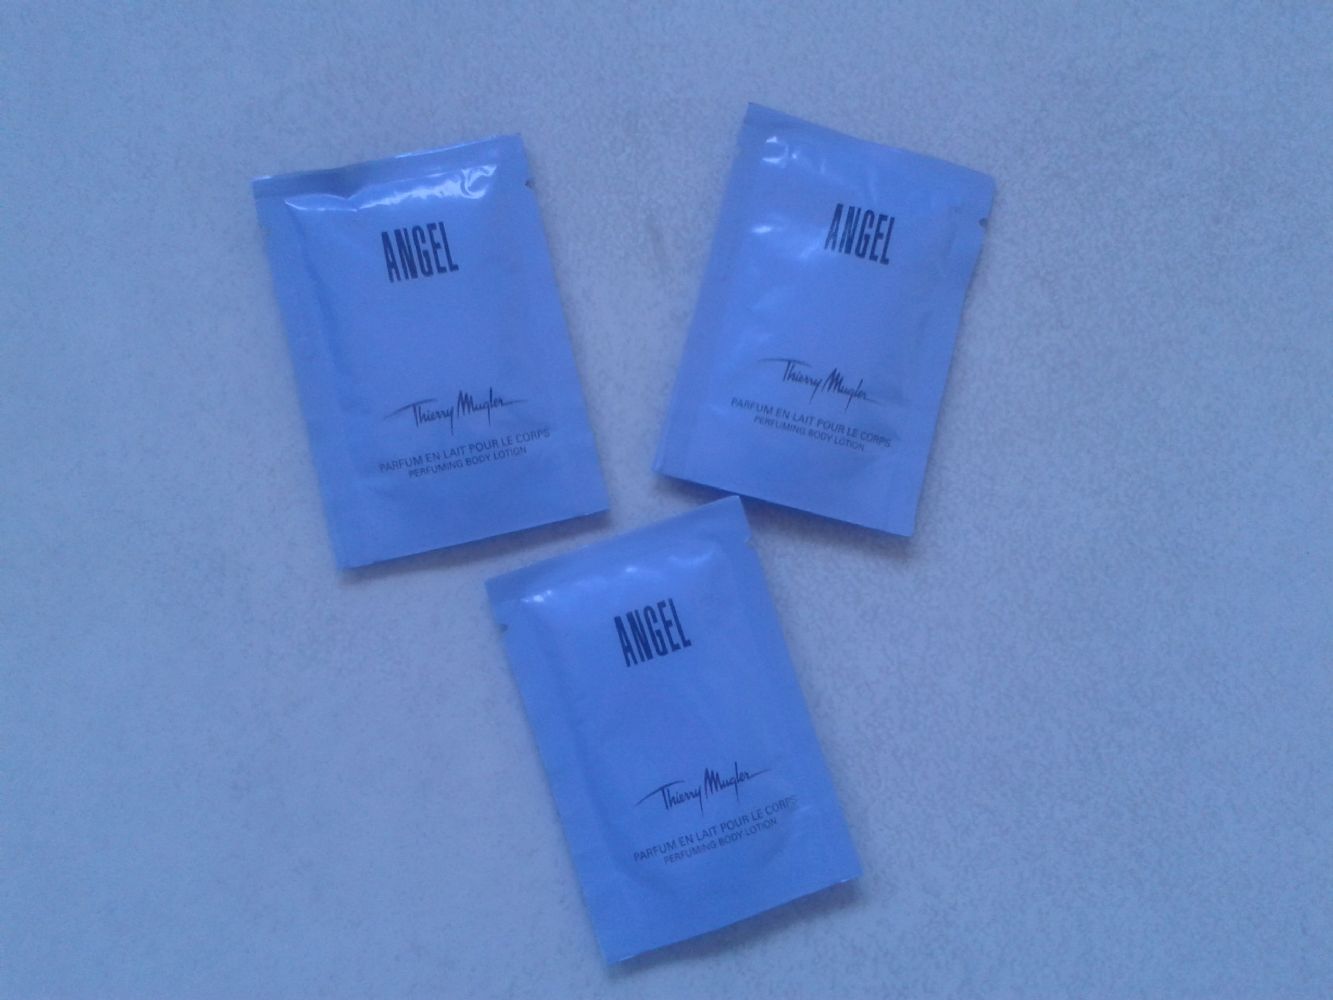 ANGEL
Thierry Mugler
PARFUM EN LAIT POUR LE CORPS
PERFUMING BODY LOTION
ANGEL
Thierry Mugler
PARFUM EN LAIT POUR LE CORPS
PERFUMING BODY LOTION
ANGEL
Thierry Mugler
PARFUM EN LAIT POUR LE CORPS
PERFUMING BODY LOTION